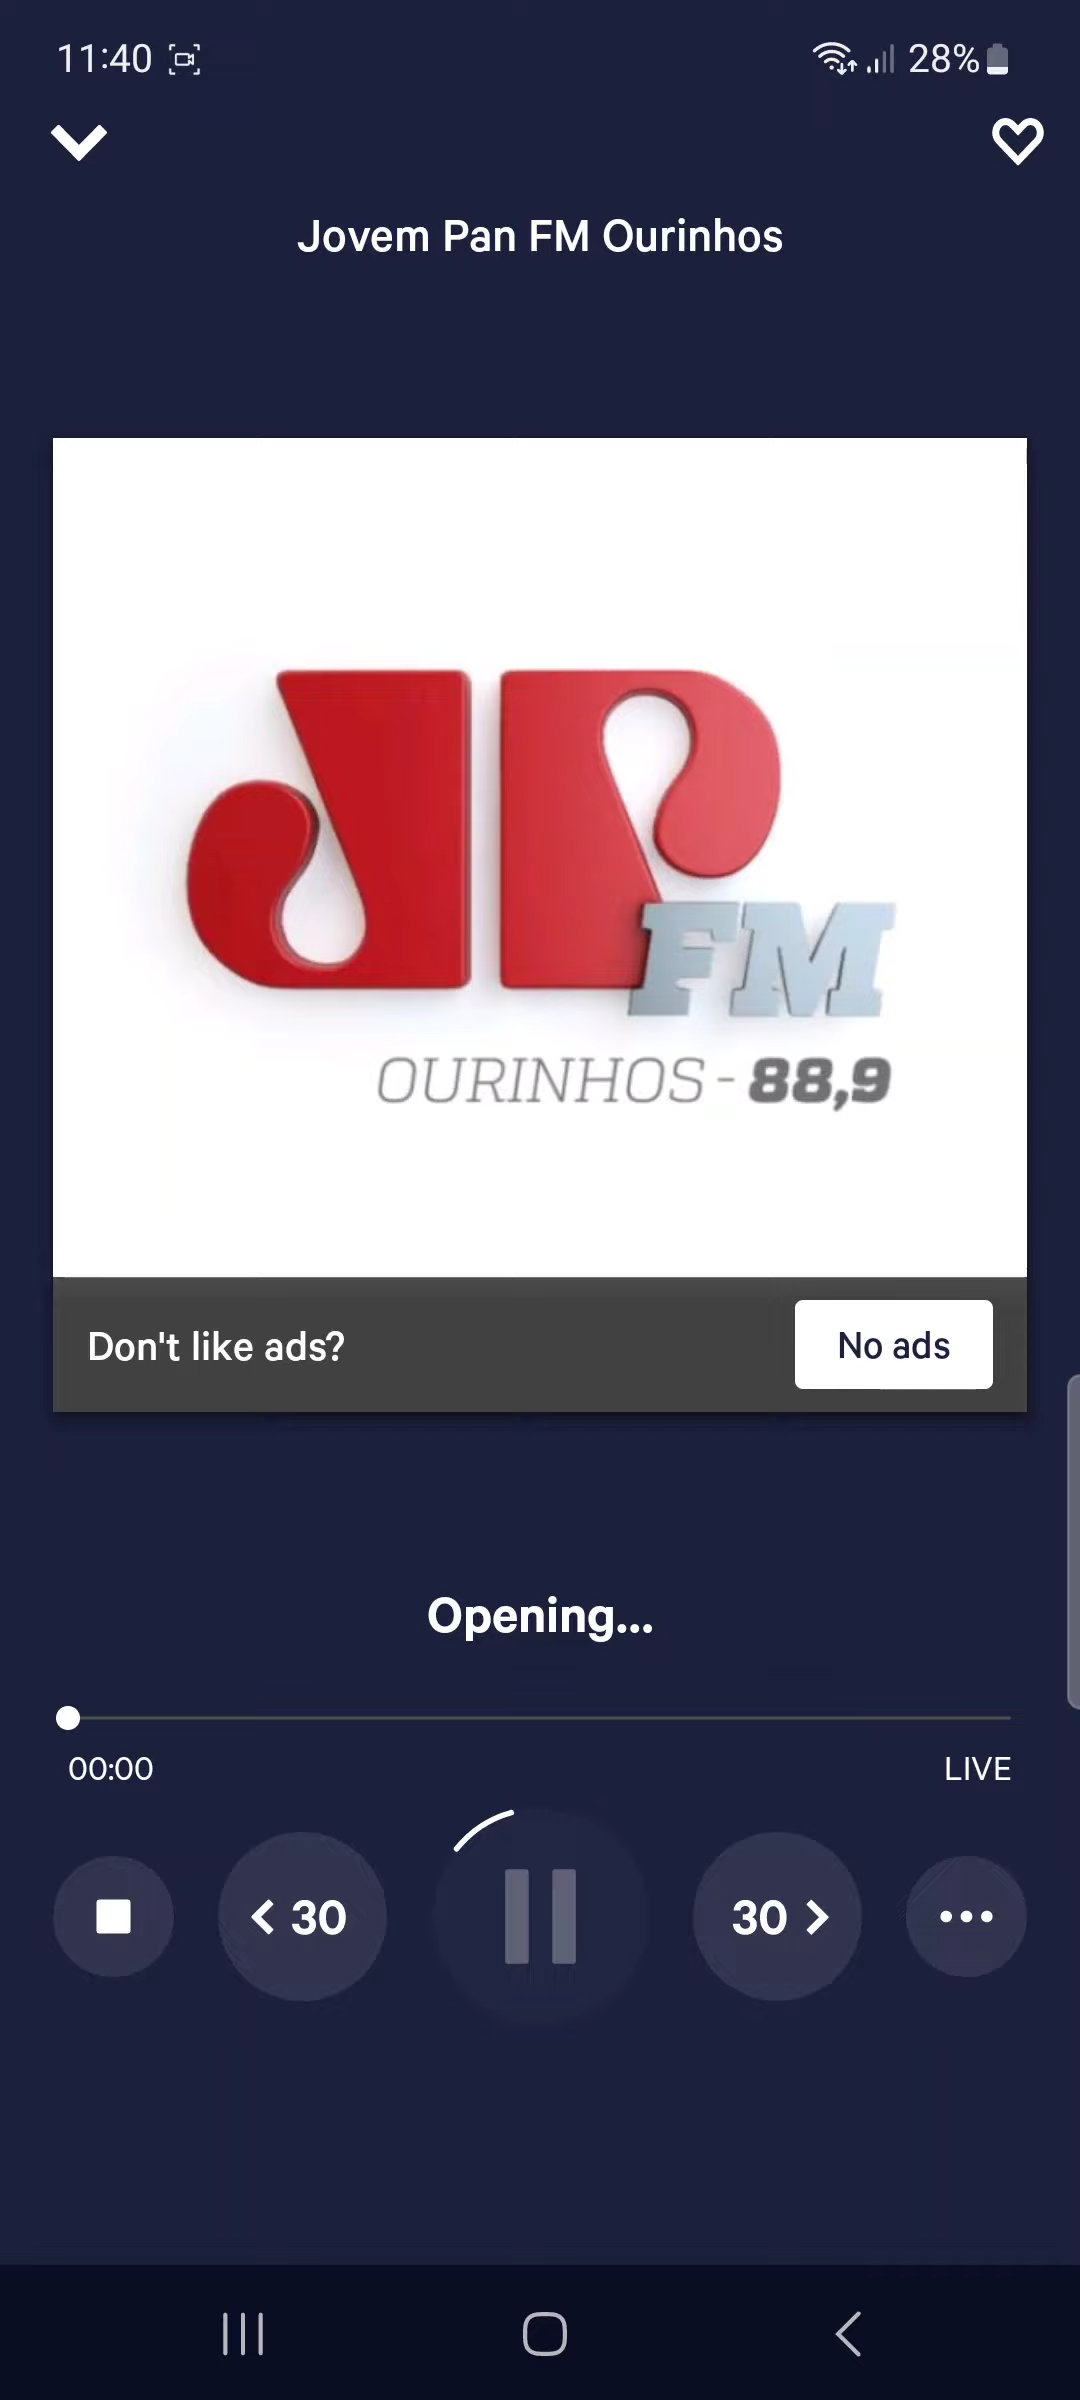 11:40
28%
Jovem Pan FM Ourinhos
JP
FM
OURINHOS - 88,9
Don't like ads?
No ads
Opening...
00:00
LIVE
30
30